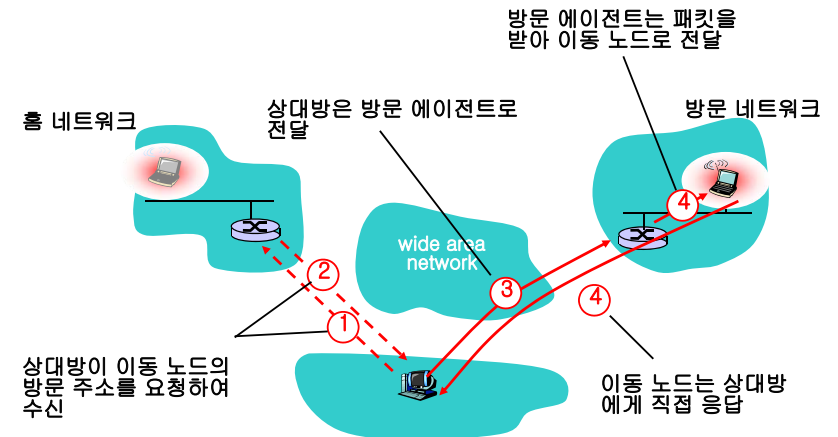 방문 에이전트는 패킷을
받아 이동 노드로 전달
홈 네트워크
상대방은 방문 에이전트로
전달
방문 네트워크
4
wide area
network
2
3
4
1
상대방이 이동 노드의
방문 주소를 요청하여
수신
이동 노드는 상대방
에게 직접 응답